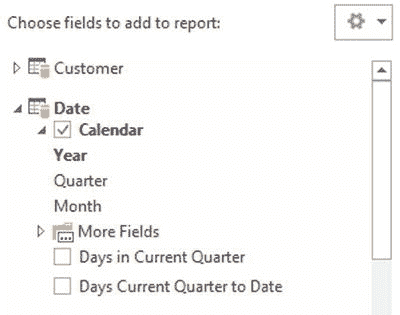 Choose fields to add to report:
Customer
Date
Calendar
Year
Quarter
Month
More Fields
Days in Current Quarter
Days Current Quarter to Date